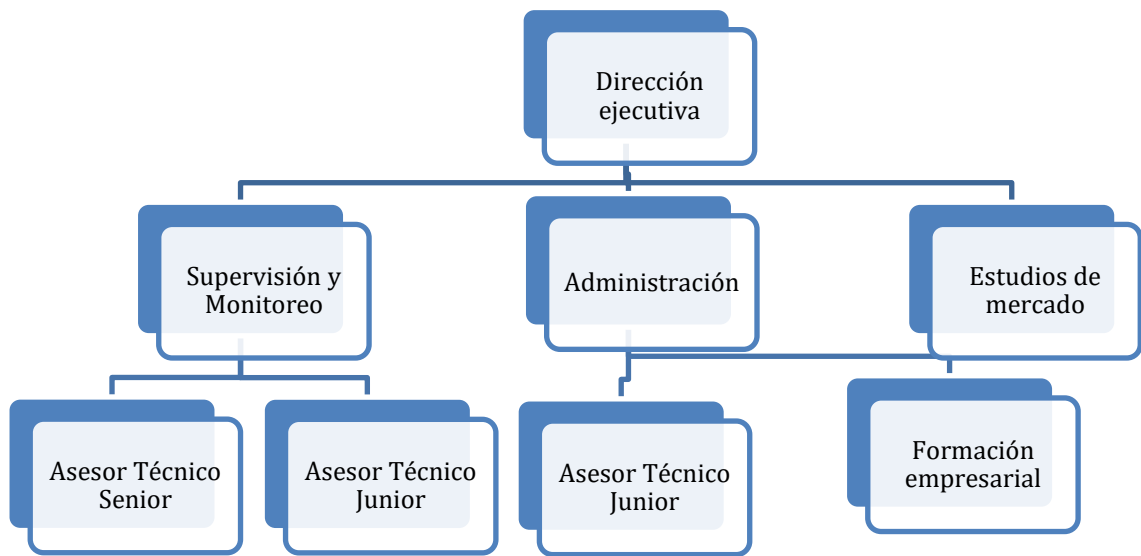 Dirección
ejecutiva
Supervisión y
Monitoreo
Administración
Estudios de
mercado
Asesor Técnico
Senior
Asesor Técnico
Junior
Asesor Técnico
Junior
Formación
empresarial